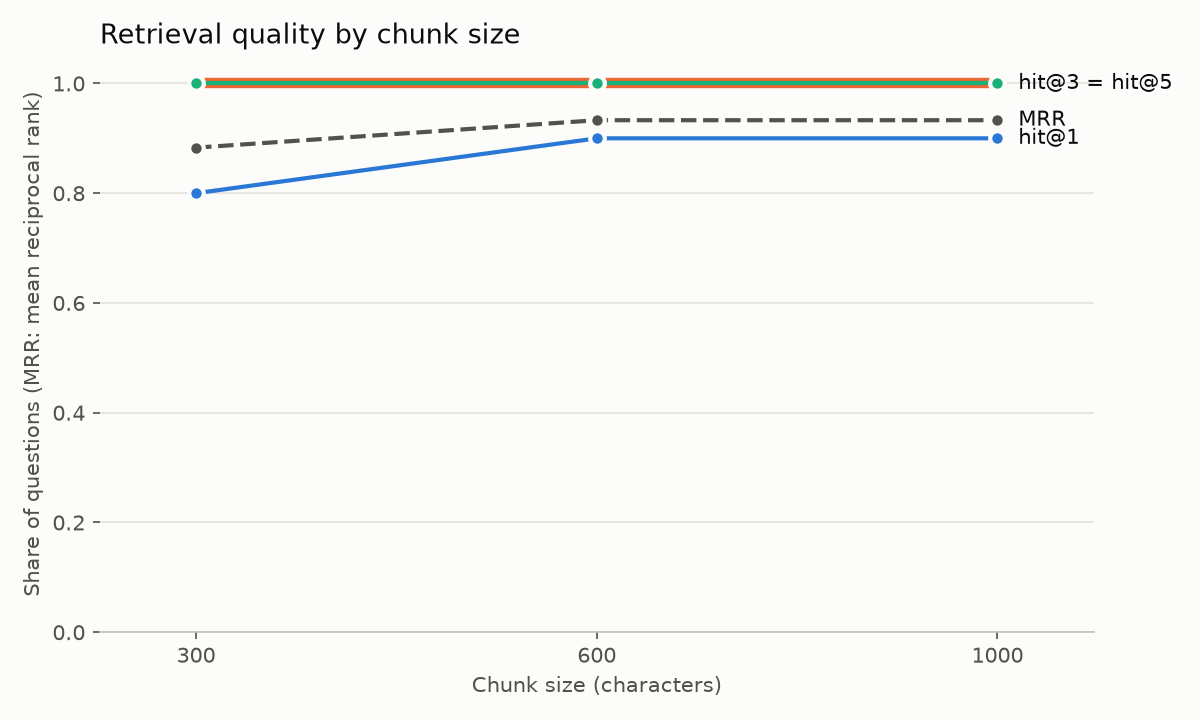 Retrieval quality by chunk size
Share of questions (MRR: mean reciprocal rank)
1.0
0.8
0.6
0.4
0.2
0.0
hit@3 = hit@5
MRR
hit@1
300
600
1000
Chunk size (characters)